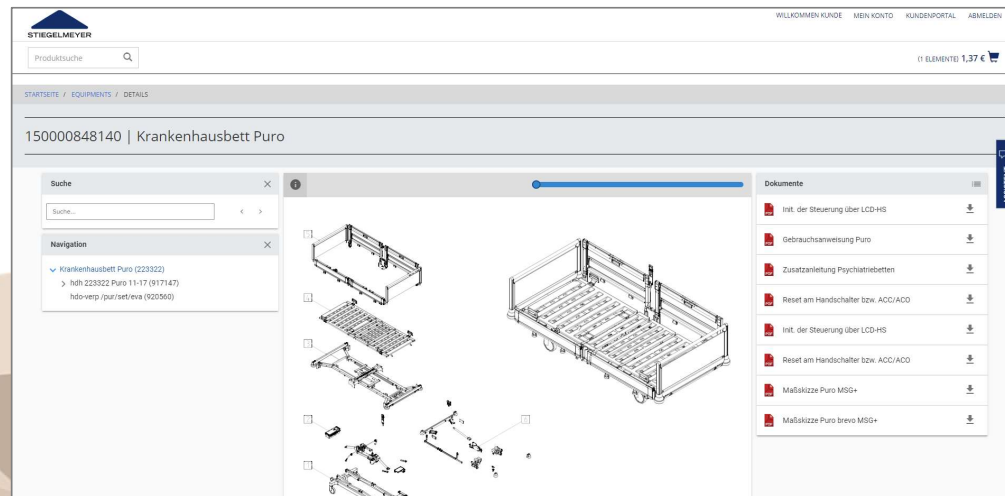 STIEGELMEYER
WILLKOMMEN KUNDE MEIN KONTO KUNDENPORTAL ABMELDEN
Produktsuche
(1 ELEMENTE) 1,37 €
STARTSEITE / EQUIPMENTS / DETAILS
150000848140 | Krankenhausbett Puro
Suche
Suche...
Navigation
Krankenhausbett Puro (223322)
hdh 223322 Puro 11-17 (917147)
hdo-verp /pur/set/eva (920560)
Dokumente
Init. der Steuerung über LCD-HS
Gebrauchsanweisung Puro
Zusatzanleitung Psychiatriebetten
Reset am Handschalter bzw. ACC/ACO
Init. der Steuerung über LCD-HS
Reset am Handschalter bzw. ACC/ACO
Maßskizze Puro MSG+
Maßskizze Puro brevo MSG+